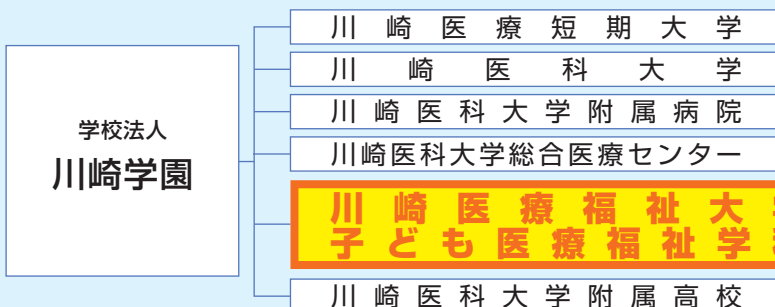 学校法人
川崎学園
川崎医療短期大学
川崎医科大学
川崎医科大学附属病院
川崎医科大学総合医療センター
川崎医療福祉大
子ども医療福祉学
川崎医科大学附属高校